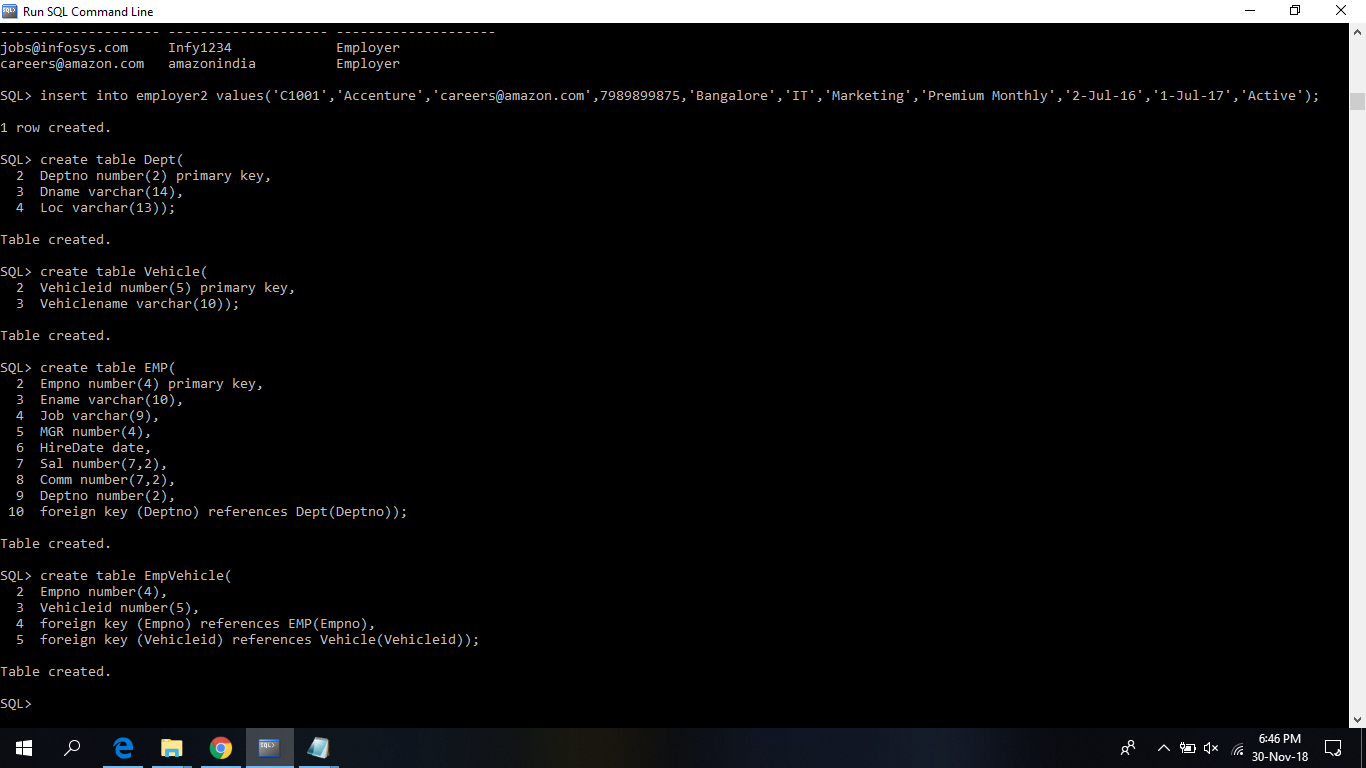 Run SQL Command Line
-------------------- -------------------- --------------------
jobs@infosys.com     Infy1234             Employer
careers@amazon.com   amazonindia          Employer
SQL> insert into employer2 values('C1001','Accenture','careers@amazon.com',7989899875,'Bangalore','IT','Marketing','Premium Monthly','2-Jul-16','1-Jul-17','Active');
1 row created.
SQL> create table Dept(
  2  Deptno number(2) primary key,
  3  Dname varchar(14),
  4  Loc varchar(13));
Table created.
SQL> create table Vehicle(
  2  Vehicleid number(5) primary key,
  3  Vehiclename varchar(10));
Table created.
SQL> create table EMP(
  2  Empno number(4) primary key,
  3  Ename varchar(10),
  4  Job varchar(9),
  5  MGR number(4),
  6  HireDate date,
  7  Sal number(7,2),
  8  Comm number(7,2),
  9  Deptno number(2),
 10  foreign key (Deptno) references Dept(Deptno));
Table created.
SQL> create table EmpVehicle(
  2  Empno number(4),
  3  Vehicleid number(5),
  4  foreign key (Empno) references EMP(Empno),
  5  foreign key (Vehicleid) references Vehicle(Vehicleid));
Table created.
SQL>
6:46 PM
30-Nov-18